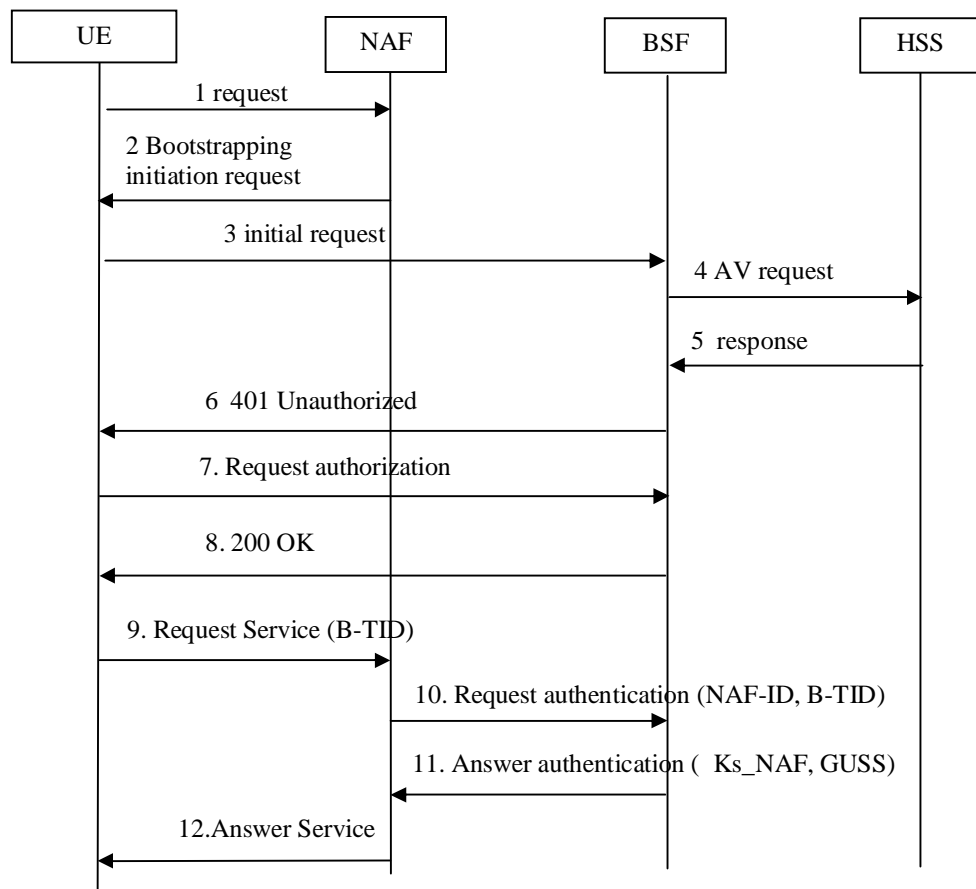 UE
NAF
BSF
HSS
1 request
2 Bootstrapping
initiation request
3 initial request
4 AV request
5 response
6 401 Unauthorized
7. Request authorization
8. 200 OK
9. Request Service (B-TID)
10. Request authentication (NAF-ID, B-TID)
11. Answer authentication ( Ks_NAF, GUSS)
12.Answer Service